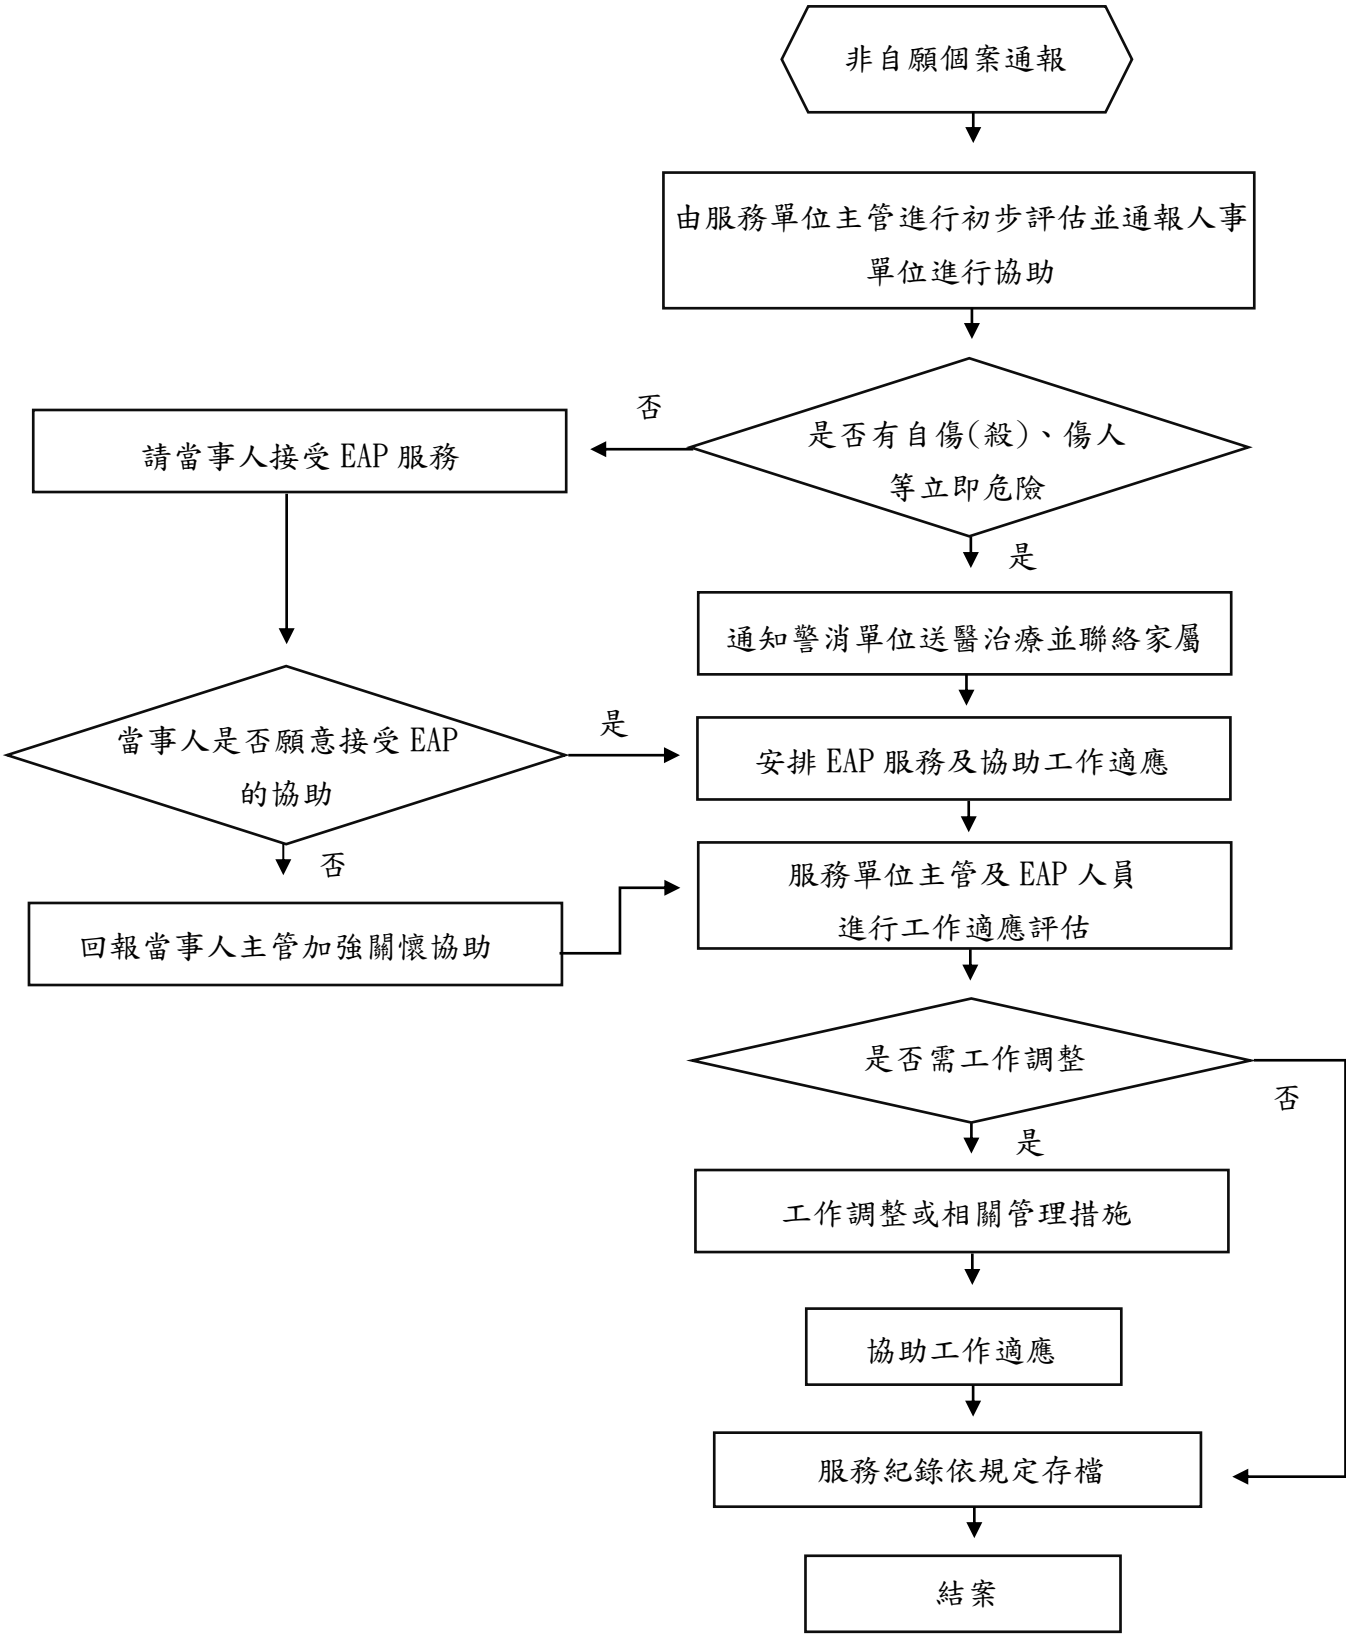 非自願個案通報
由服務單位主管進行初步評估並通報人事
單位進行協助
否
是否有自傷(殺)、傷人
等立即危險
請當事人接受 EAP 服務
是
通知警消單位送醫治療並聯絡家屬
當事人是否願意接受 EAP
的協助
是
安排 EAP 服務及協助工作適應
否
服務單位主管及 EAP 人員
進行工作適應評估
回報當事人主管加強關懷協助
是否需工作調整
否
是
工作調整或相關管理措施
協助工作適應
服務紀錄依規定存檔
結案